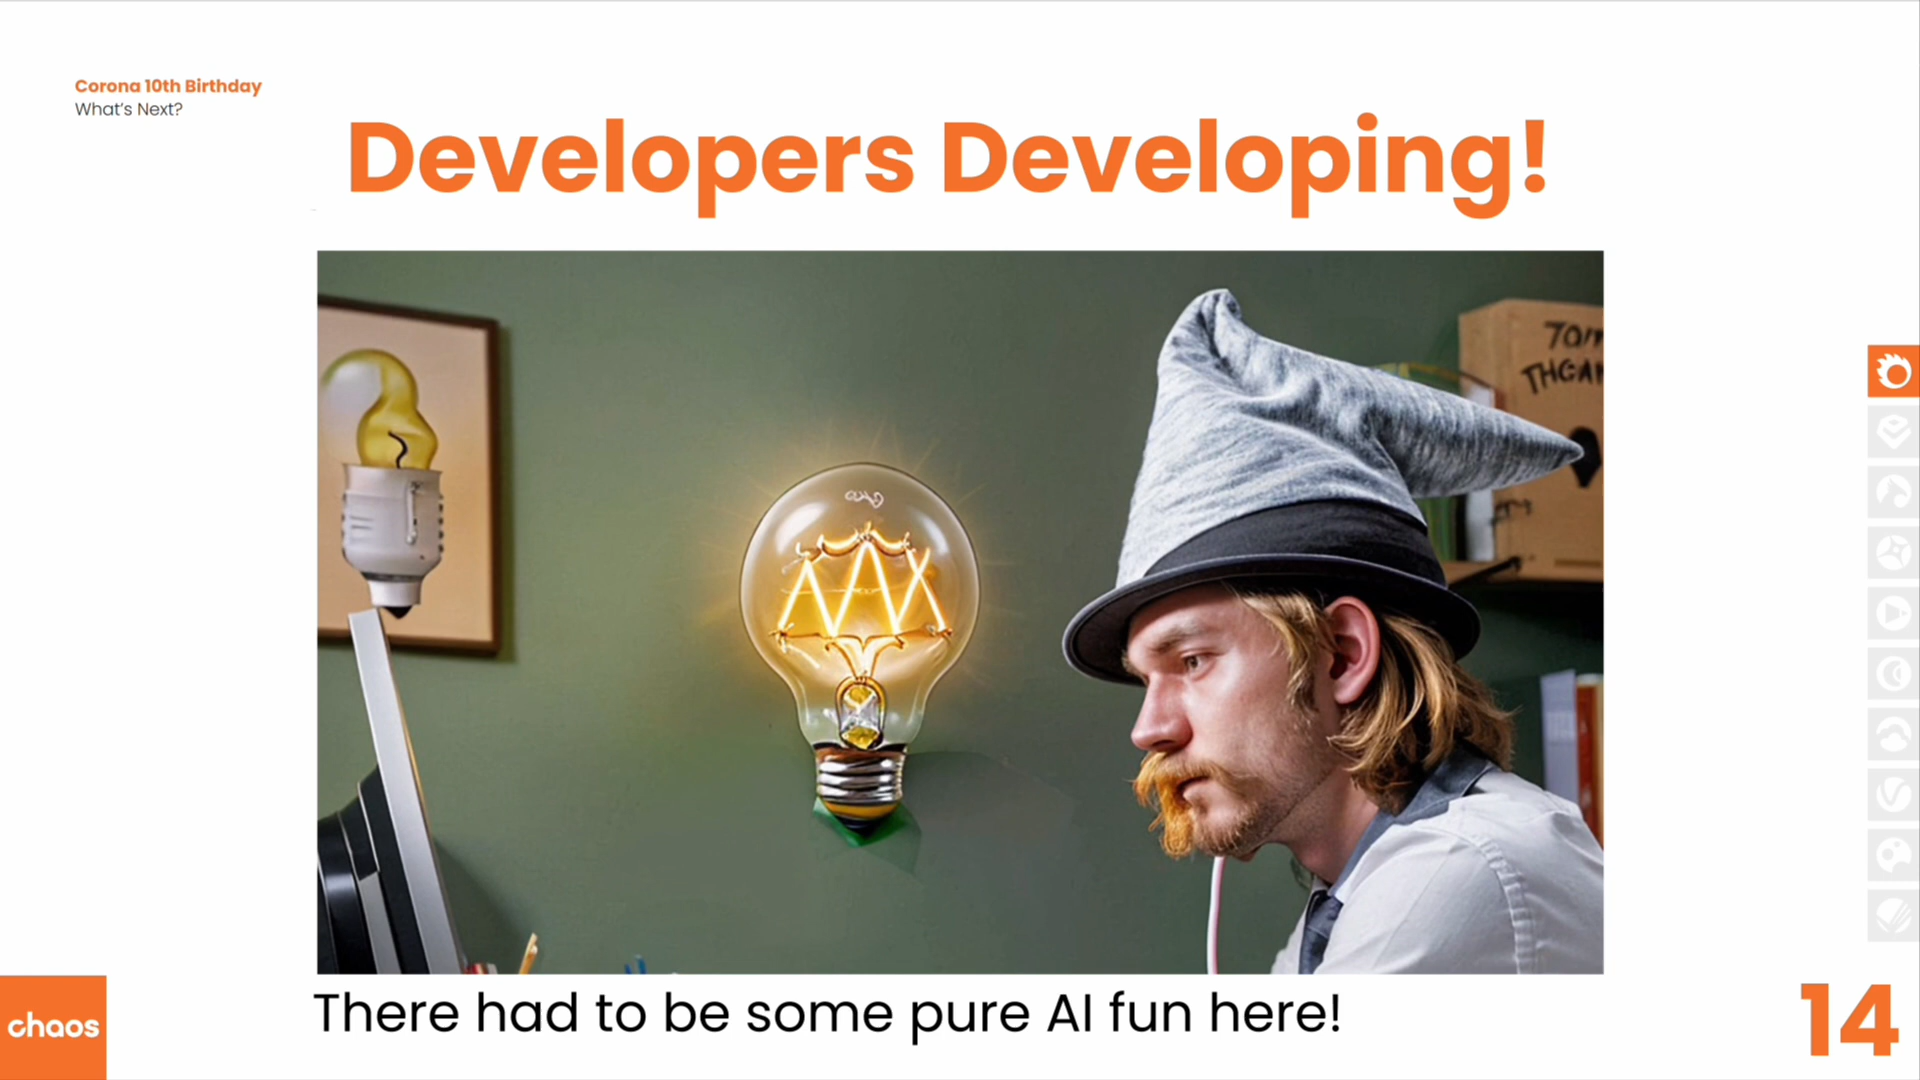 Corona 10th Birthday
What's Next?
Developers Developing!
There had to be some pure AI fun here!
chaos
14